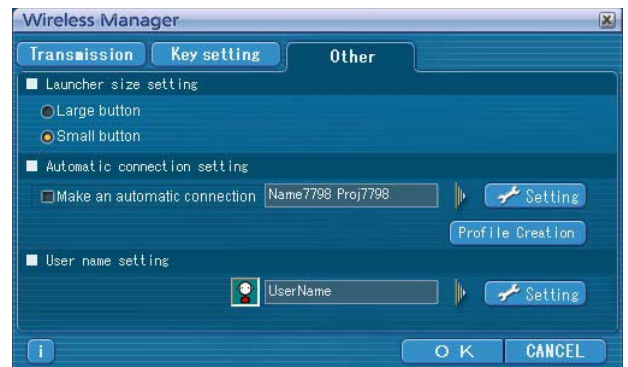 Wireless Manager
Transmission Key setting Other
Launcher size setting
Large button
Small button
Automatic connection setting
Make an automatic connection Name7798 Proj7798 Setting
Profile Creation
User name setting
UserName Setting
i OK CANCEL